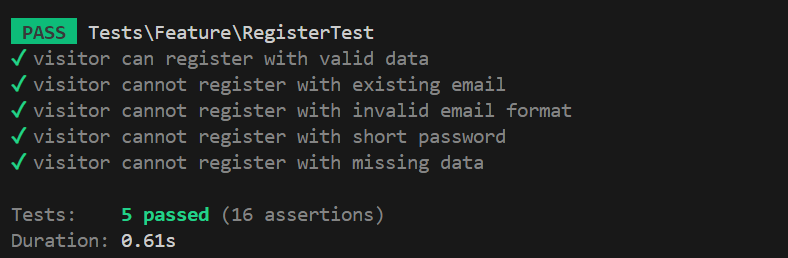 PASS Tests\Feature\RegisterTest
✓ visitor can register with valid data
✓ visitor cannot register with existing email
✓ visitor cannot register with invalid email format
✓ visitor cannot register with short password
✓ visitor cannot register with missing data
Tests: 5 passed (16 assertions)
Duration: 0.61s